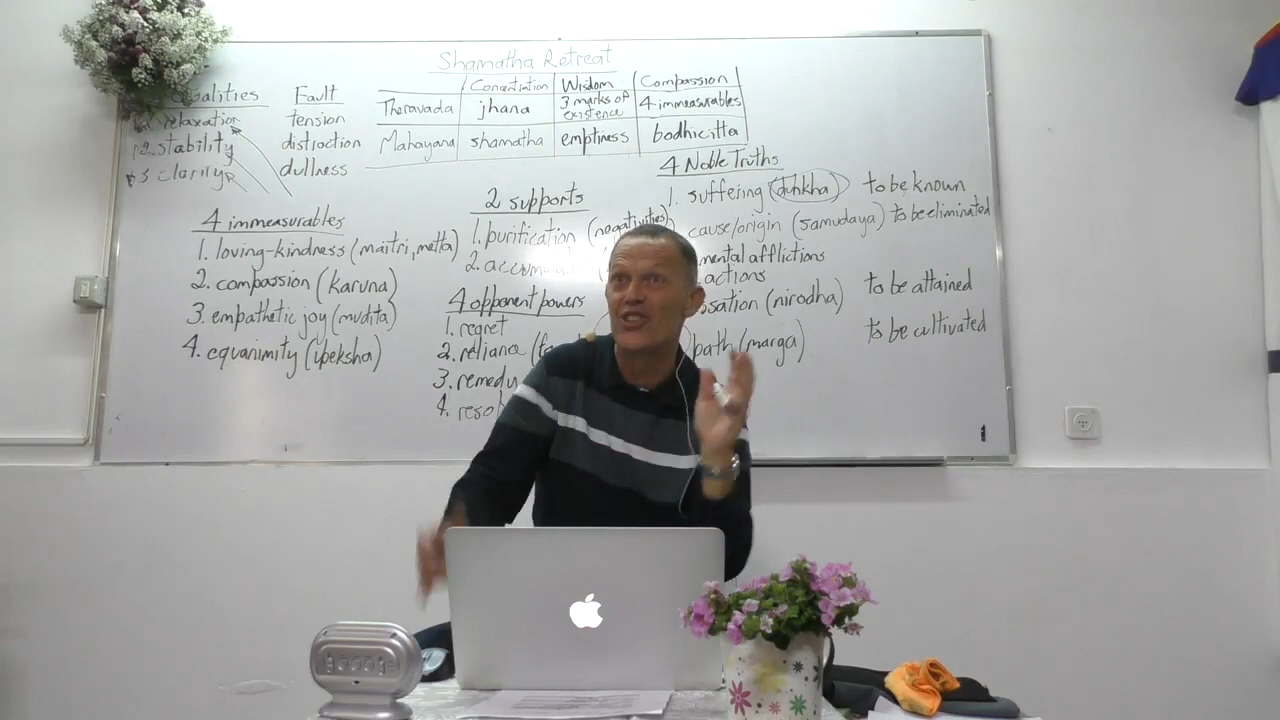 Shamatha Retreat
Concentration Wisdom Compassion
Theravada jhana 3 marks of existence 4 immeasurables
Mahayana shamatha emptiness bodhicitta
Fault
relaxation tension
2. stability distraction
3 clarity dullness
4 immeasurables
1. loving-kindness (maitri, metta)
2. compassion (karuna)
3. empathetic joy (mudita)
4. equanimity (upeksha)
2 supports
1. purification (negativities)
2.
4 opponent powers
1. regret
2.
3. remedy
4.
4 Noble Truths
1. suffering (duhkha) to be known
cause/origin (samudaya) to be eliminated
mental afflictions
actions
(nirodha) to be attained
path (marga) to be cultivated